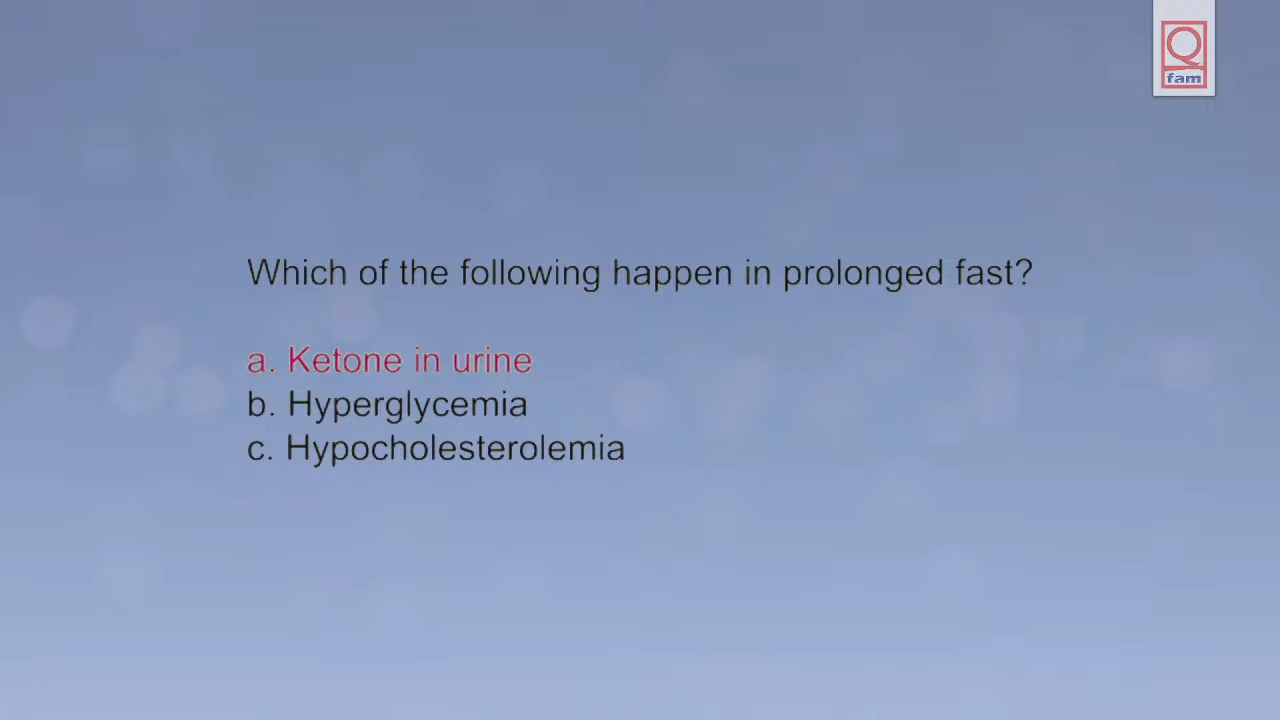 Q
fam
Which of the following happen in prolonged fast?
a. Ketone in urine
b. Hyperglycemia
c. Hypocholesterolemia